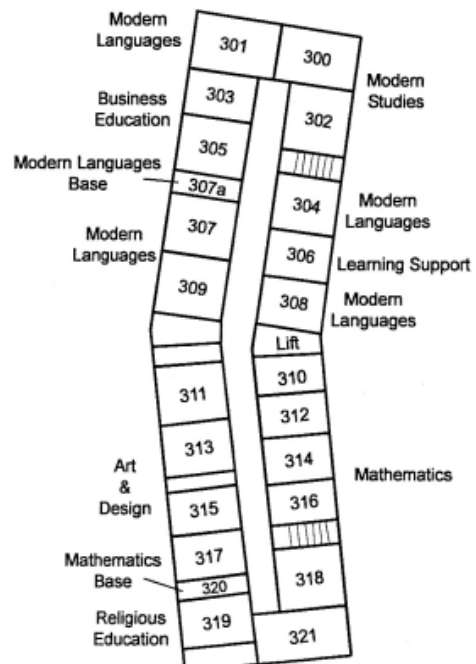 Modern
Languages
301
300
Modern
Studies
303
302
Business
Education
305
Modern Languages
Base
307a
304
Modern
Languages
307
Modern
Languages
306
Learning Support
309
308
Modern
Languages
Lift
310
311
312
313
314
Mathematics
Art
&
Design
315
316
317
Mathematics
Base
320
318
Religious
Education
319
321